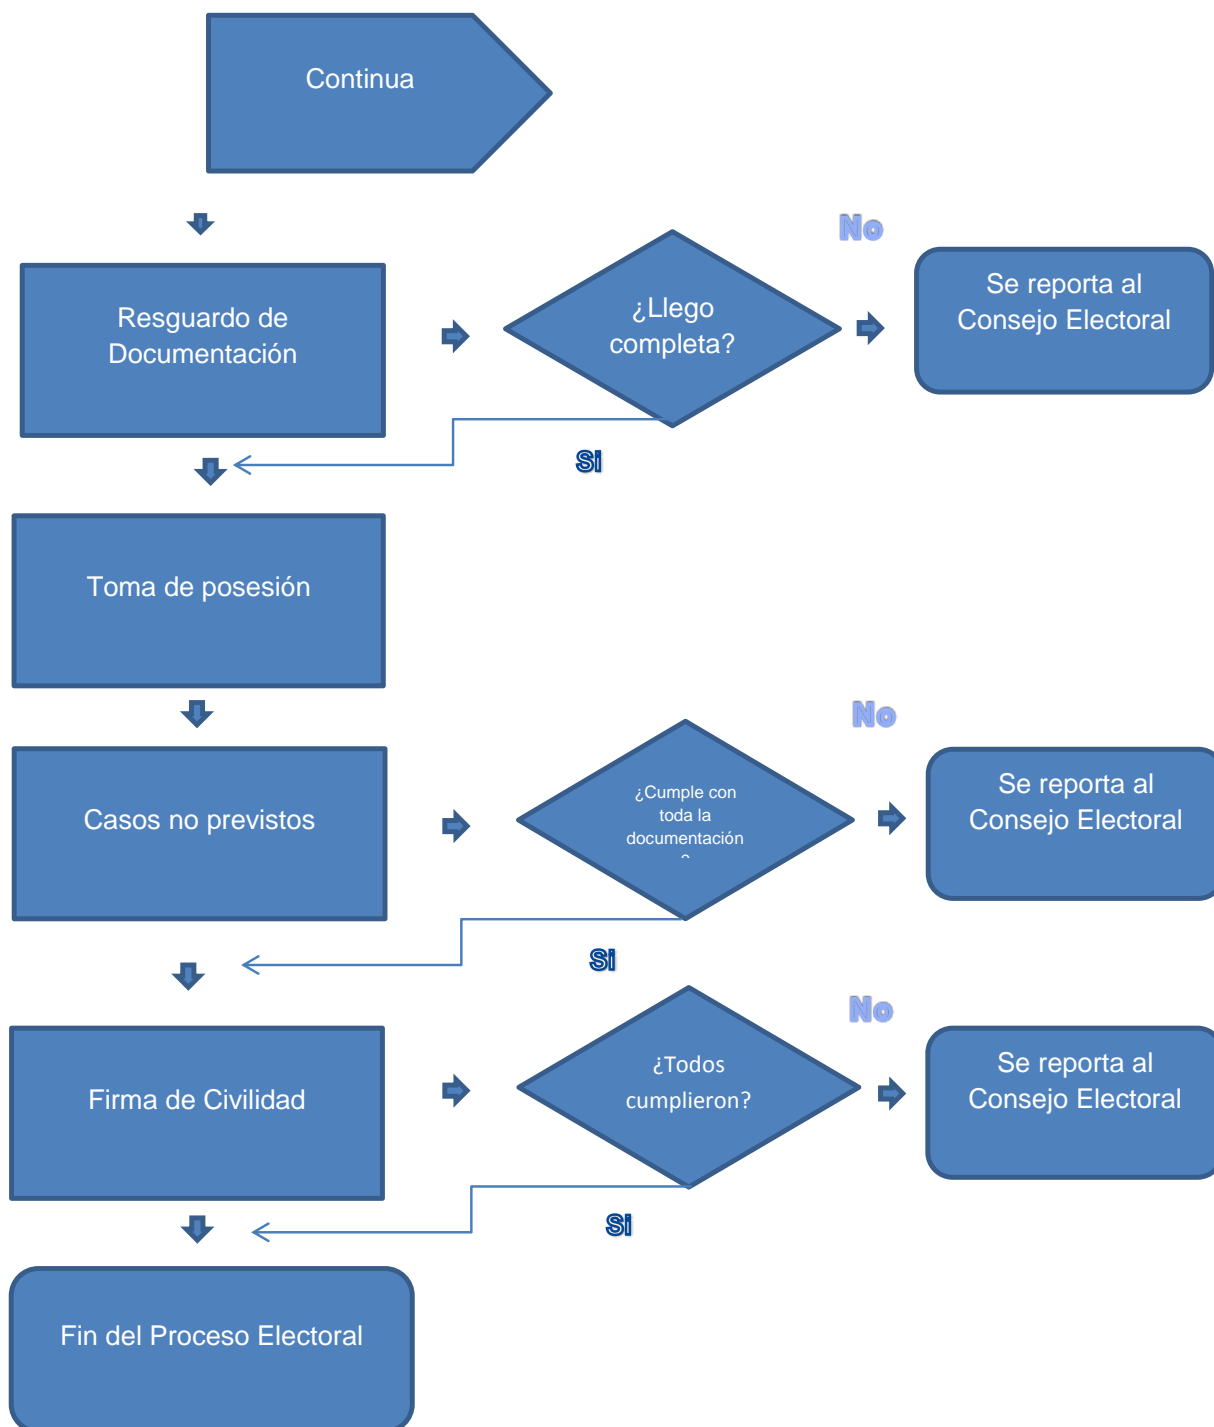 Continua
No
Resguardo de
Documentación
¿Llego
completa?
Se reporta al
Consejo Electoral
Si
Toma de posesión
No
Casos no previstos
¿Cumple con
toda la
documentación
?
Se reporta al
Consejo Electoral
Si
No
Firma de Civilidad
¿Todos
cumplieron?
Se reporta al
Consejo Electoral
Si
Fin del Proceso Electoral